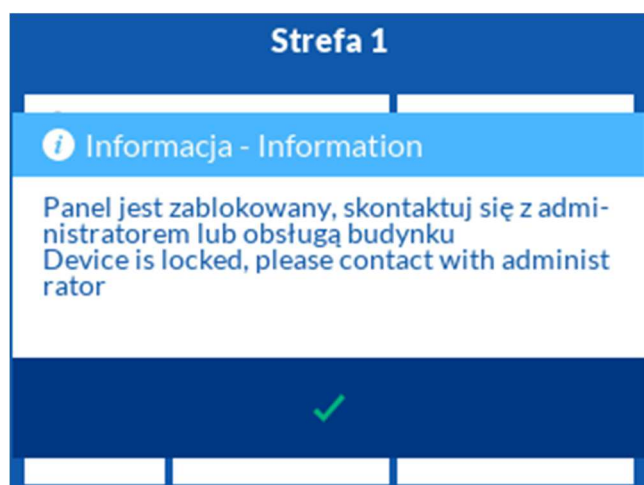 Strefa 1
Informacja - Information
Panel jest zablokowany, skontaktuj się z admi-
nistratorem lub obsługą budynku
Device is locked, please contact with administ
rator